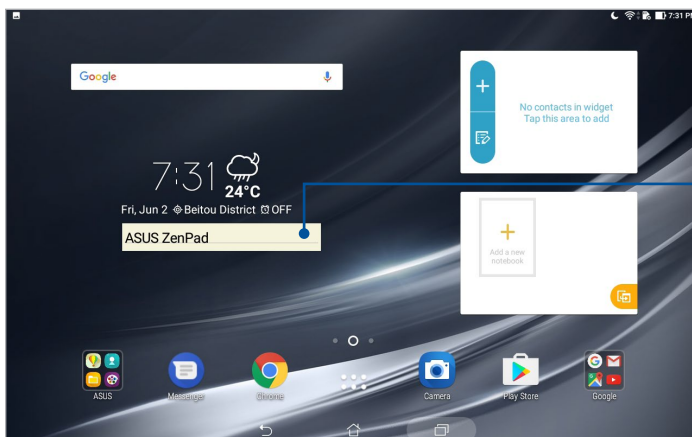 7:31 PM
Google
No contacts in widget
Tap this area to add
7:31
24°C
Fri, Jun 2 Beitou District OFF
ASUS ZenPad
Add a new
notebook
ASUS
Messenger
Chrome
Camera
Play Store
Google